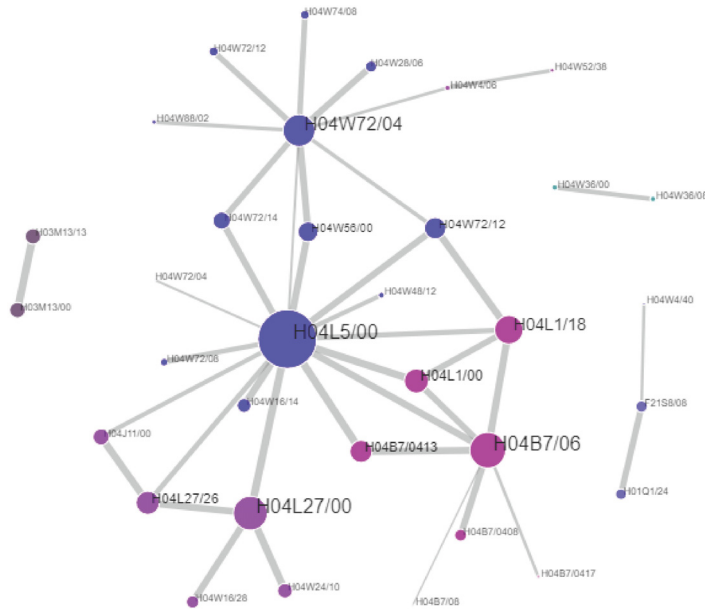 H04W74/08
H04W72/12
H04W28/06
H04W52/38
H04W4/06
H04W88/02
H04W72/04
H04W36/00
H04W36/08
H04W72/14
H04W56/00
H04W72/12
H03M13/13
H04W72/04
H04W48/12
H03M13/00
H04W4/40
H04L5/00
H04L1/18
H04W72/08
H04L1/00
H04W16/14
F21S8/08
H04J11/00
H04B7/0413
H04B7/06
H01Q1/24
H04L27/26
H04L27/00
H04B7/0408
H04B7/0417
H04W24/10
H04W16/28
H04B7/08